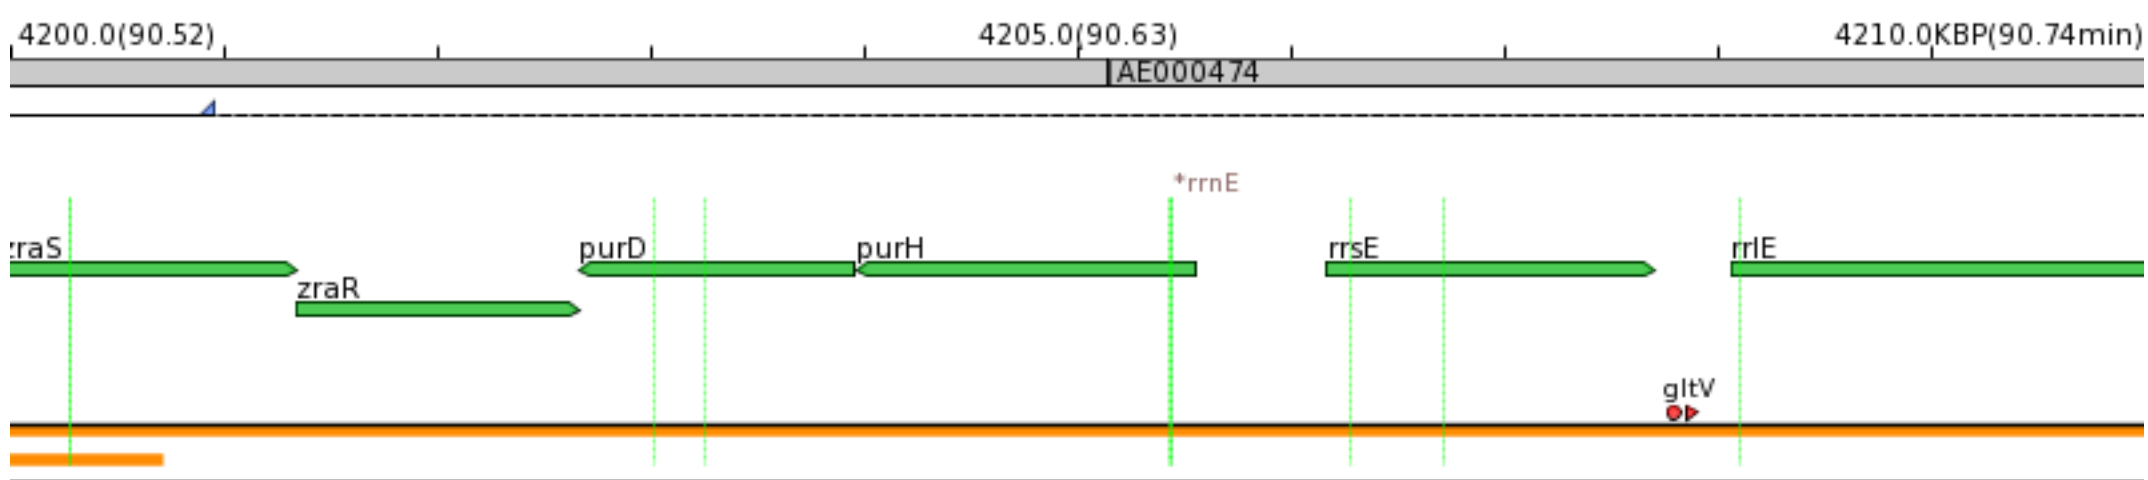 4200.0(90.52) 4205.0(90.63) 4210.0KBP(90.74min)
AE000474
*rrnE
zraS purD purH rrsE rrlE
zraR
gltV